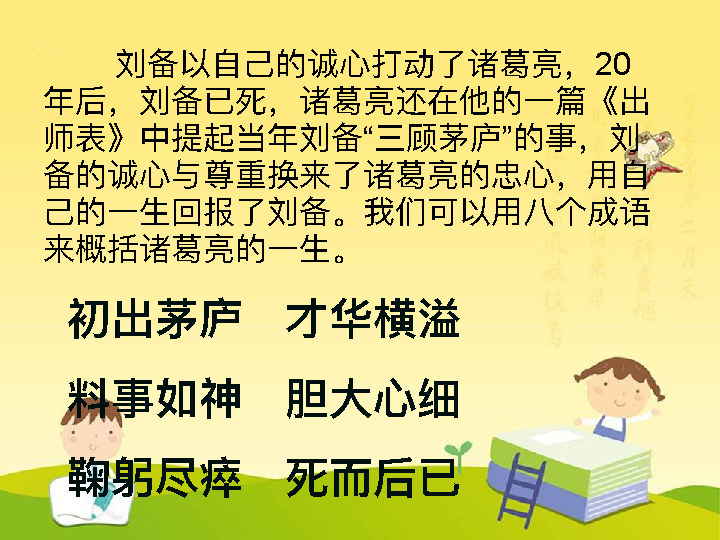 刘备以自己的诚心打动了诸葛亮，20
年后，刘备已死，诸葛亮还在他的一篇《出
师表》中提起当年刘备“三顾茅庐”的事，刘
备的诚心与尊重换来了诸葛亮的忠心，用自
己的一生回报了刘备。我们可以用八个成语
来概括诸葛亮的一生。
初出茅庐 才华横溢
料事如神 胆大心细
鞠躬尽瘁 死而后已